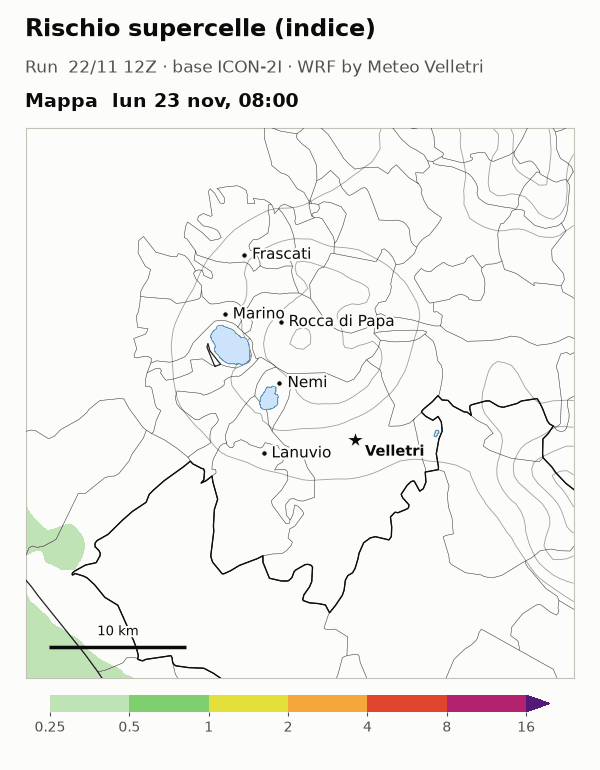 Rischio supercelle (indice)
Run  22/11 12Z · base ICON-2I · WRF by Meteo Velletri
Mappa  lun 23 nov, 08:00
Frascati
Marino
Rocca di Papa
Nemi
Velletri
Lanuvio
10 km
0.25 0.5 1 2 4 8 16